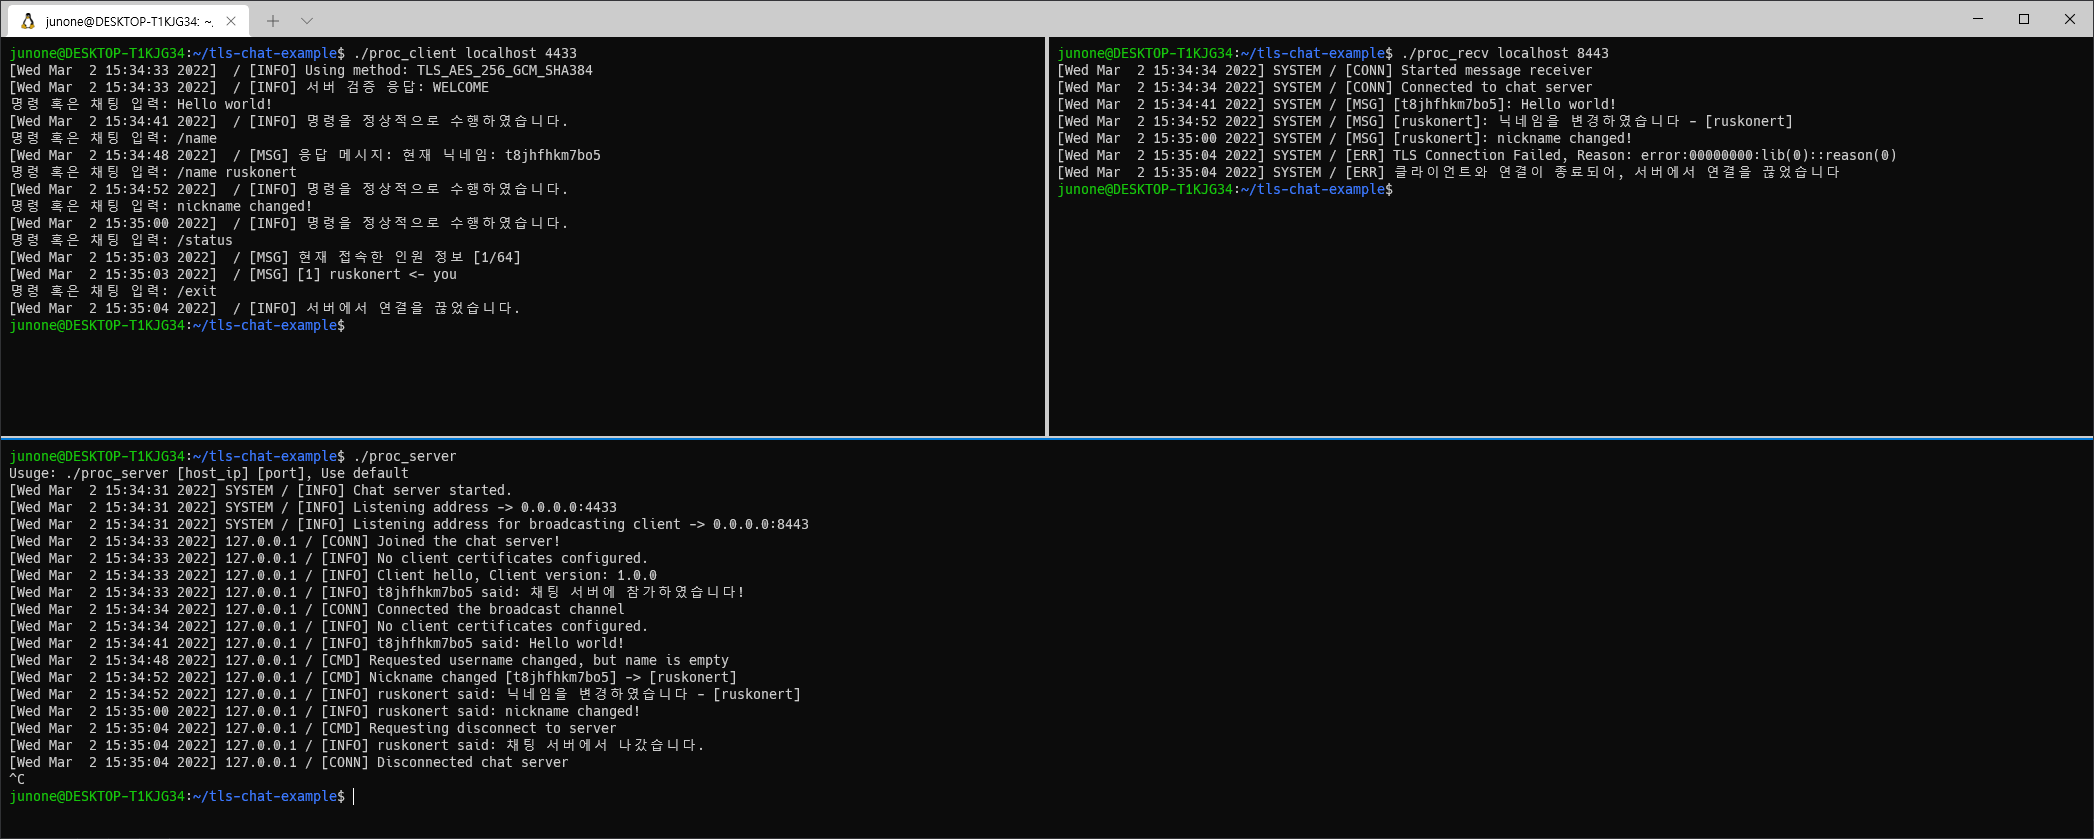 junone@DESKTOP-T1KJG34: ~.
junone@DESKTOP-T1KJG34:~/tls-chat-example$ ./proc_client localhost 4433
[Wed Mar  2 15:34:33 2022]  / [INFO] Using method: TLS_AES_256_GCM_SHA384
[Wed Mar  2 15:34:33 2022]  / [INFO] 서버 검증 응답: WELCOME
명령 혹은 채팅 입력: Hello world!
[Wed Mar  2 15:34:41 2022]  / [INFO] 명령을 정상적으로 수행하였습니다.
명령 혹은 채팅 입력: /name
[Wed Mar  2 15:34:48 2022]  / [MSG] 응답 메시지: 현재 닉네임: t8jhfhkm7bo5
명령 혹은 채팅 입력: /name ruskonert
[Wed Mar  2 15:34:52 2022]  / [INFO] 명령을 정상적으로 수행하였습니다.
명령 혹은 채팅 입력: nickname changed!
[Wed Mar  2 15:35:00 2022]  / [INFO] 명령을 정상적으로 수행하였습니다.
명령 혹은 채팅 입력: /status
[Wed Mar  2 15:35:03 2022]  / [MSG] 현재 접속한 인원 정보 [1/64]
[Wed Mar  2 15:35:03 2022]  / [MSG] [1] ruskonert <- you
명령 혹은 채팅 입력: /exit
[Wed Mar  2 15:35:04 2022]  / [INFO] 서버에서 연결을 끊었습니다.
junone@DESKTOP-T1KJG34:~/tls-chat-example$
junone@DESKTOP-T1KJG34:~/tls-chat-example$ ./proc_recv localhost 8443
[Wed Mar  2 15:34:34 2022] SYSTEM / [CONN] Started message receiver
[Wed Mar  2 15:34:34 2022] SYSTEM / [CONN] Connected to chat server
[Wed Mar  2 15:34:41 2022] SYSTEM / [MSG] [t8jhfhkm7bo5]: Hello world!
[Wed Mar  2 15:34:52 2022] SYSTEM / [MSG] [ruskonert]: 닉네임을 변경하였습니다 - [ruskonert]
[Wed Mar  2 15:35:00 2022] SYSTEM / [MSG] [ruskonert]: nickname changed!
[Wed Mar  2 15:35:04 2022] SYSTEM / [ERR] TLS Connection Failed, Reason: error:00000000:lib(0)::reason(0)
[Wed Mar  2 15:35:04 2022] SYSTEM / [ERR] 클라이언트와 연결이 종료되어, 서버에서 연결을 끊었습니다
junone@DESKTOP-T1KJG34:~/tls-chat-example$
junone@DESKTOP-T1KJG34:~/tls-chat-example$ ./proc_server
Usuge: ./proc_server [host_ip] [port], Use default
[Wed Mar  2 15:34:31 2022] SYSTEM / [INFO] Chat server started.
[Wed Mar  2 15:34:31 2022] SYSTEM / [INFO] Listening address -> 0.0.0.0:4433
[Wed Mar  2 15:34:31 2022] SYSTEM / [INFO] Listening address for broadcasting client -> 0.0.0.0:8443
[Wed Mar  2 15:34:33 2022] 127.0.0.1 / [CONN] Joined the chat server!
[Wed Mar  2 15:34:33 2022] 127.0.0.1 / [INFO] No client certificates configured.
[Wed Mar  2 15:34:33 2022] 127.0.0.1 / [INFO] Client hello, Client version: 1.0.0
[Wed Mar  2 15:34:33 2022] 127.0.0.1 / [INFO] t8jhfhkm7bo5 said: 채팅 서버에 참가하였습니다!
[Wed Mar  2 15:34:34 2022] 127.0.0.1 / [CONN] Connected the broadcast channel
[Wed Mar  2 15:34:34 2022] 127.0.0.1 / [INFO] No client certificates configured.
[Wed Mar  2 15:34:41 2022] 127.0.0.1 / [INFO] t8jhfhkm7bo5 said: Hello world!
[Wed Mar  2 15:34:48 2022] 127.0.0.1 / [CMD] Requested username changed, but name is empty
[Wed Mar  2 15:34:52 2022] 127.0.0.1 / [CMD] Nickname changed [t8jhfhkm7bo5] -> [ruskonert]
[Wed Mar  2 15:34:52 2022] 127.0.0.1 / [INFO] ruskonert said: 닉네임을 변경하였습니다 - [ruskonert]
[Wed Mar  2 15:35:00 2022] 127.0.0.1 / [INFO] ruskonert said: nickname changed!
[Wed Mar  2 15:35:04 2022] 127.0.0.1 / [CMD] Requesting disconnect to server
[Wed Mar  2 15:35:04 2022] 127.0.0.1 / [INFO] ruskonert said: 채팅 서버에서 나갔습니다.
[Wed Mar  2 15:35:04 2022] 127.0.0.1 / [CONN] Disconnected chat server
^C
junone@DESKTOP-T1KJG34:~/tls-chat-example$